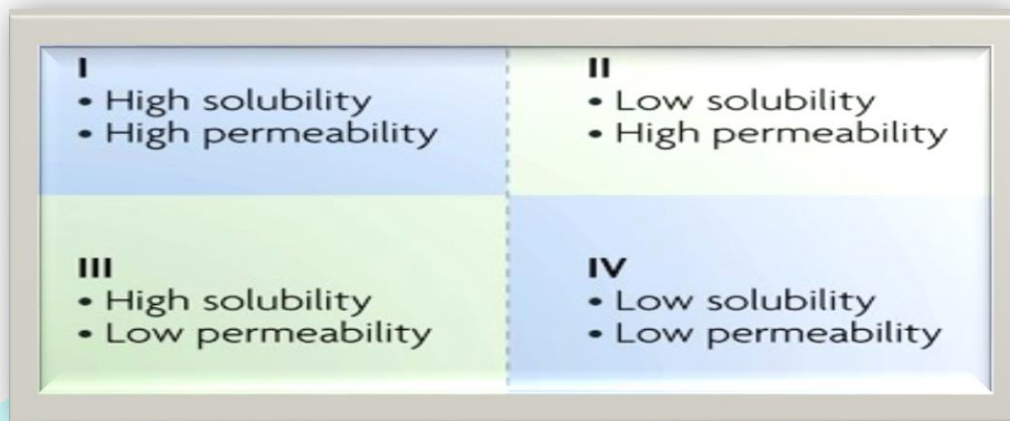 I
• High solubility
• High permeability
II
• Low solubility
• High permeability
III
• High solubility
• Low permeability
IV
• Low solubility
• Low permeability